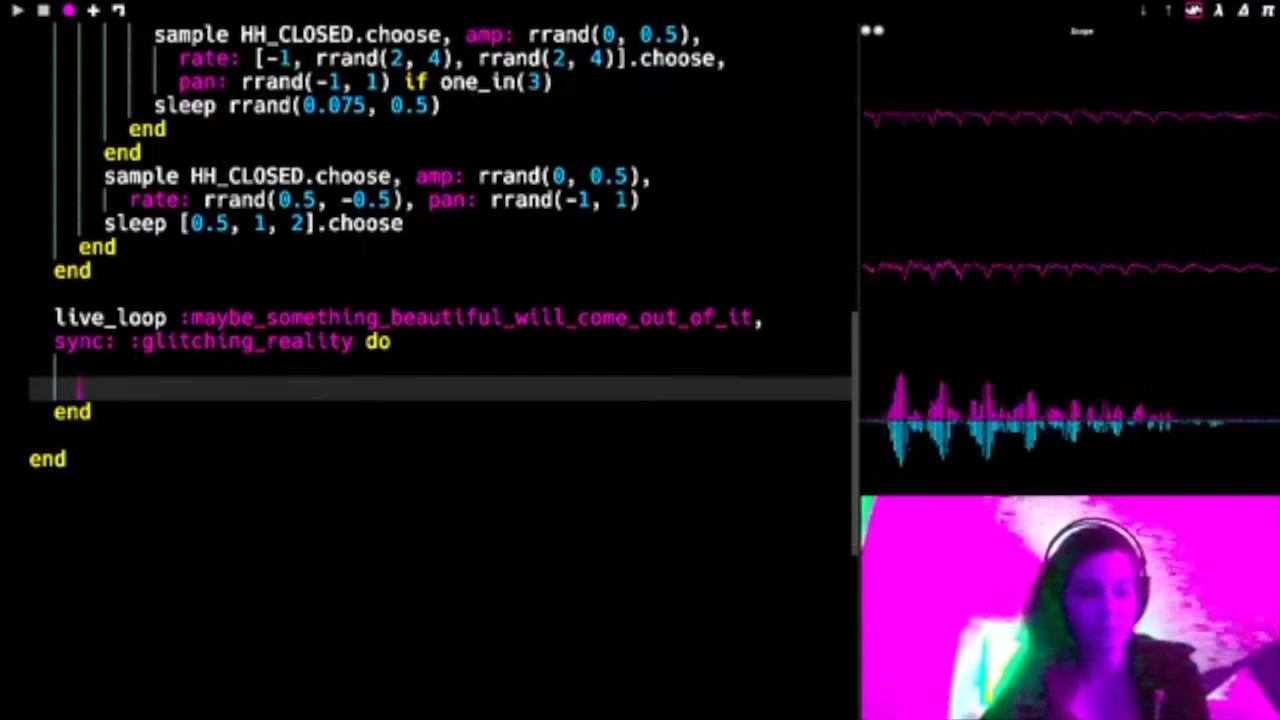 Scope
sample HH_CLOSED.choose, amp: rrand(0, 0.5),
rate: [-1, rrand(2, 4), rrand(2, 4)].choose,
pan: rrand(-1, 1) if one_in(3)
sleep rrand(0.075, 0.5)
end
end
sample HH_CLOSED.choose, amp: rrand(0, 0.5),
rate: rrand(0.5, -0.5), pan: rrand(-1, 1)
sleep [0.5, 1, 2].choose
end
end
live_loop :maybe_something_beautiful_will_come_out_of_it,
sync: :glitching_reality do
end
end